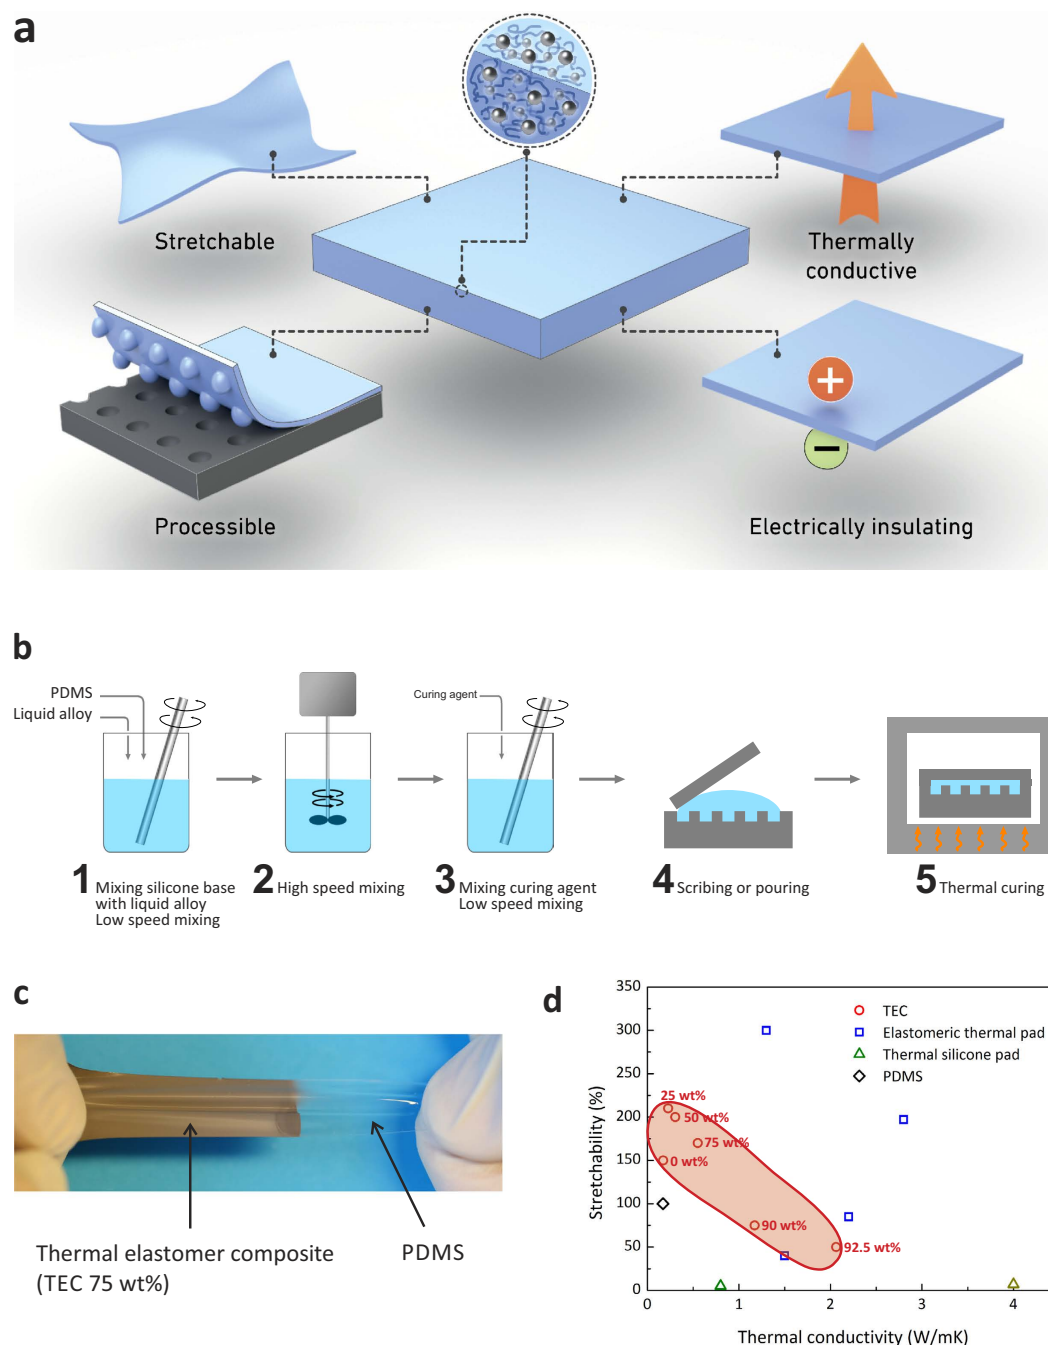 a
Stretchable
Thermally
conductive
Processible
+
−
Electrically insulating
b
PDMS
Liquid alloy
Curing agent
1 Mixing silicone base
with liquid alloy
Low speed mixing
2 High speed mixing
3 Mixing curing agent
Low speed mixing
4 Scribing or pouring
5 Thermal curing
c
Thermal elastomer composite
(TEC 75 wt%)
PDMS
d
350
300
250
200
150
100
50
0
Stretchability (%)
TEC
Elastomeric thermal pad
Thermal silicone pad
PDMS
25 wt%
50 wt%
75 wt%
0 wt%
90 wt%
92.5 wt%
0 1 2 3 4
Thermal conductivity (W/mK)